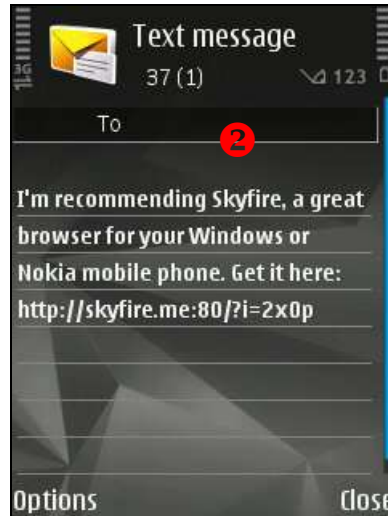 Text message
3G
37 (1)
123
To
2
I'm recommending Skyfire, a great
browser for your Windows or
Nokia mobile phone. Get it here:
http://skyfire.me:80/?i=2x0p
Options
Close